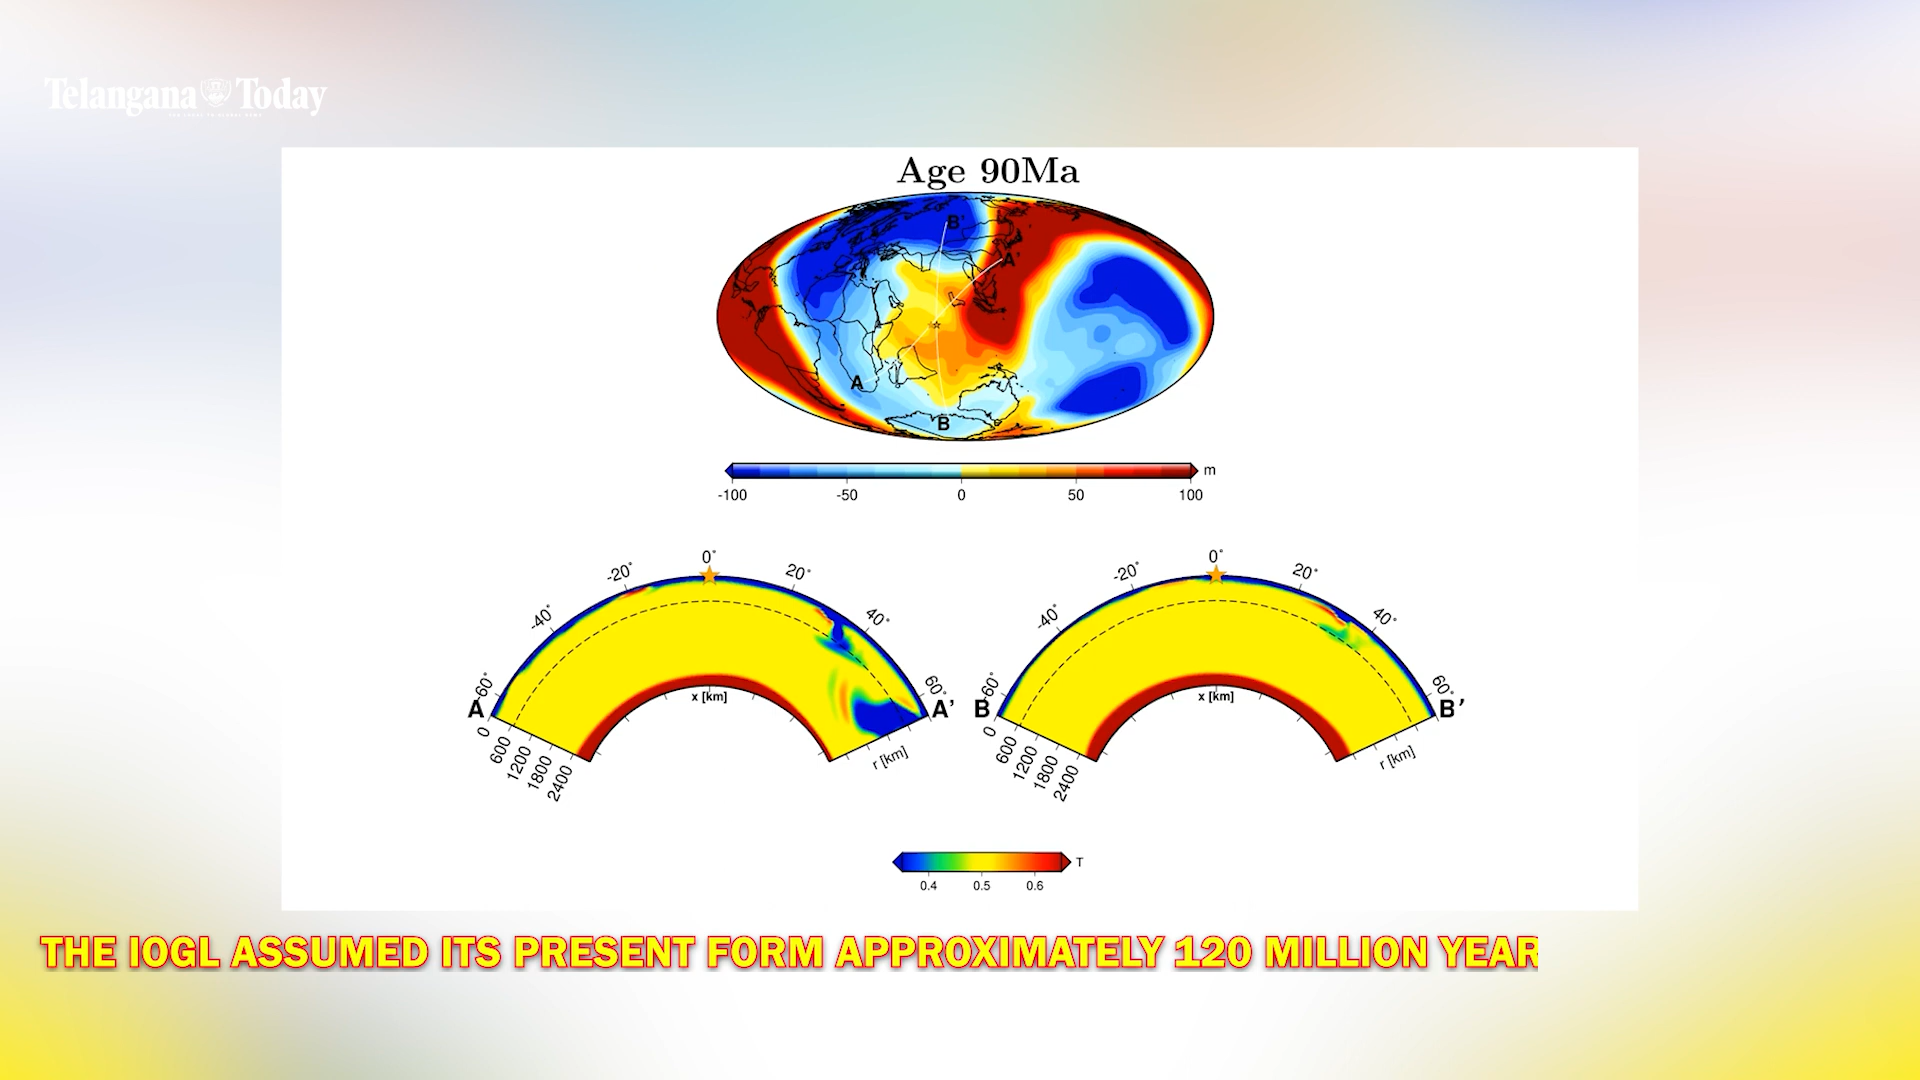 Telangana Today
Age 90Ma
B'
A'
A
B
m
-100 -50 0 50 100
-60° -40° -20° 0° 20° 40° 60°
A A'
x [km]
r [km]
0 600 1200 1800 2400
-60° -40° -20° 0° 20° 40° 60°
B B'
x [km]
r [km]
0 600 1200 1800 2400
T
0.4 0.5 0.6
THE IOGL ASSUMED ITS PRESENT FORM APPROXIMATELY 120 MILLION YEAR